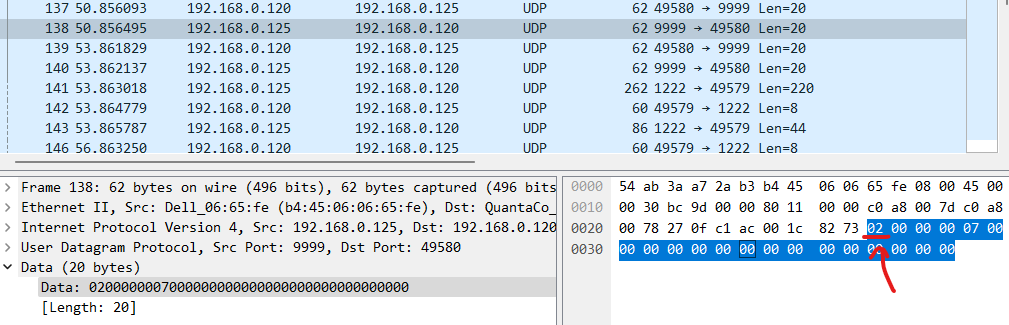 137 50.856093 192.168.0.120 192.168.0.125 UDP 62 49580 → 9999 Len=20
138 50.856495 192.168.0.125 192.168.0.120 UDP 62 9999 → 49580 Len=20
139 53.861829 192.168.0.120 192.168.0.125 UDP 62 49580 → 9999 Len=20
140 53.862137 192.168.0.125 192.168.0.120 UDP 62 9999 → 49580 Len=20
141 53.863018 192.168.0.125 192.168.0.120 UDP 262 1222 → 49579 Len=220
142 53.864779 192.168.0.120 192.168.0.125 UDP 60 49579 → 1222 Len=8
143 53.865787 192.168.0.125 192.168.0.120 UDP 86 1222 → 49579 Len=44
146 56.863250 192.168.0.120 192.168.0.125 UDP 60 49579 → 1222 Len=8
Frame 138: 62 bytes on wire (496 bits), 62 bytes captured (496 bits
Ethernet II, Src: Dell_06:65:fe (b4:45:06:06:65:fe), Dst: QuantaCo_
Internet Protocol Version 4, Src: 192.168.0.125, Dst: 192.168.0.120
User Datagram Protocol, Src Port: 9999, Dst Port: 49580
Data (20 bytes)
Data: 0200000007000000000000000000000000000000
[Length: 20]
0000 54 ab 3a a7 2a b3 b4 45 06 06 65 fe 08 00 45 00
0010 00 30 bc 9d 00 00 80 11 00 00 c0 a8 00 7d c0 a8
0020 00 78 27 0f c1 ac 00 1c 82 73 02 00 00 00 07 00
0030 00 00 00 00 00 00 00 00 00 00 00 00 00 00